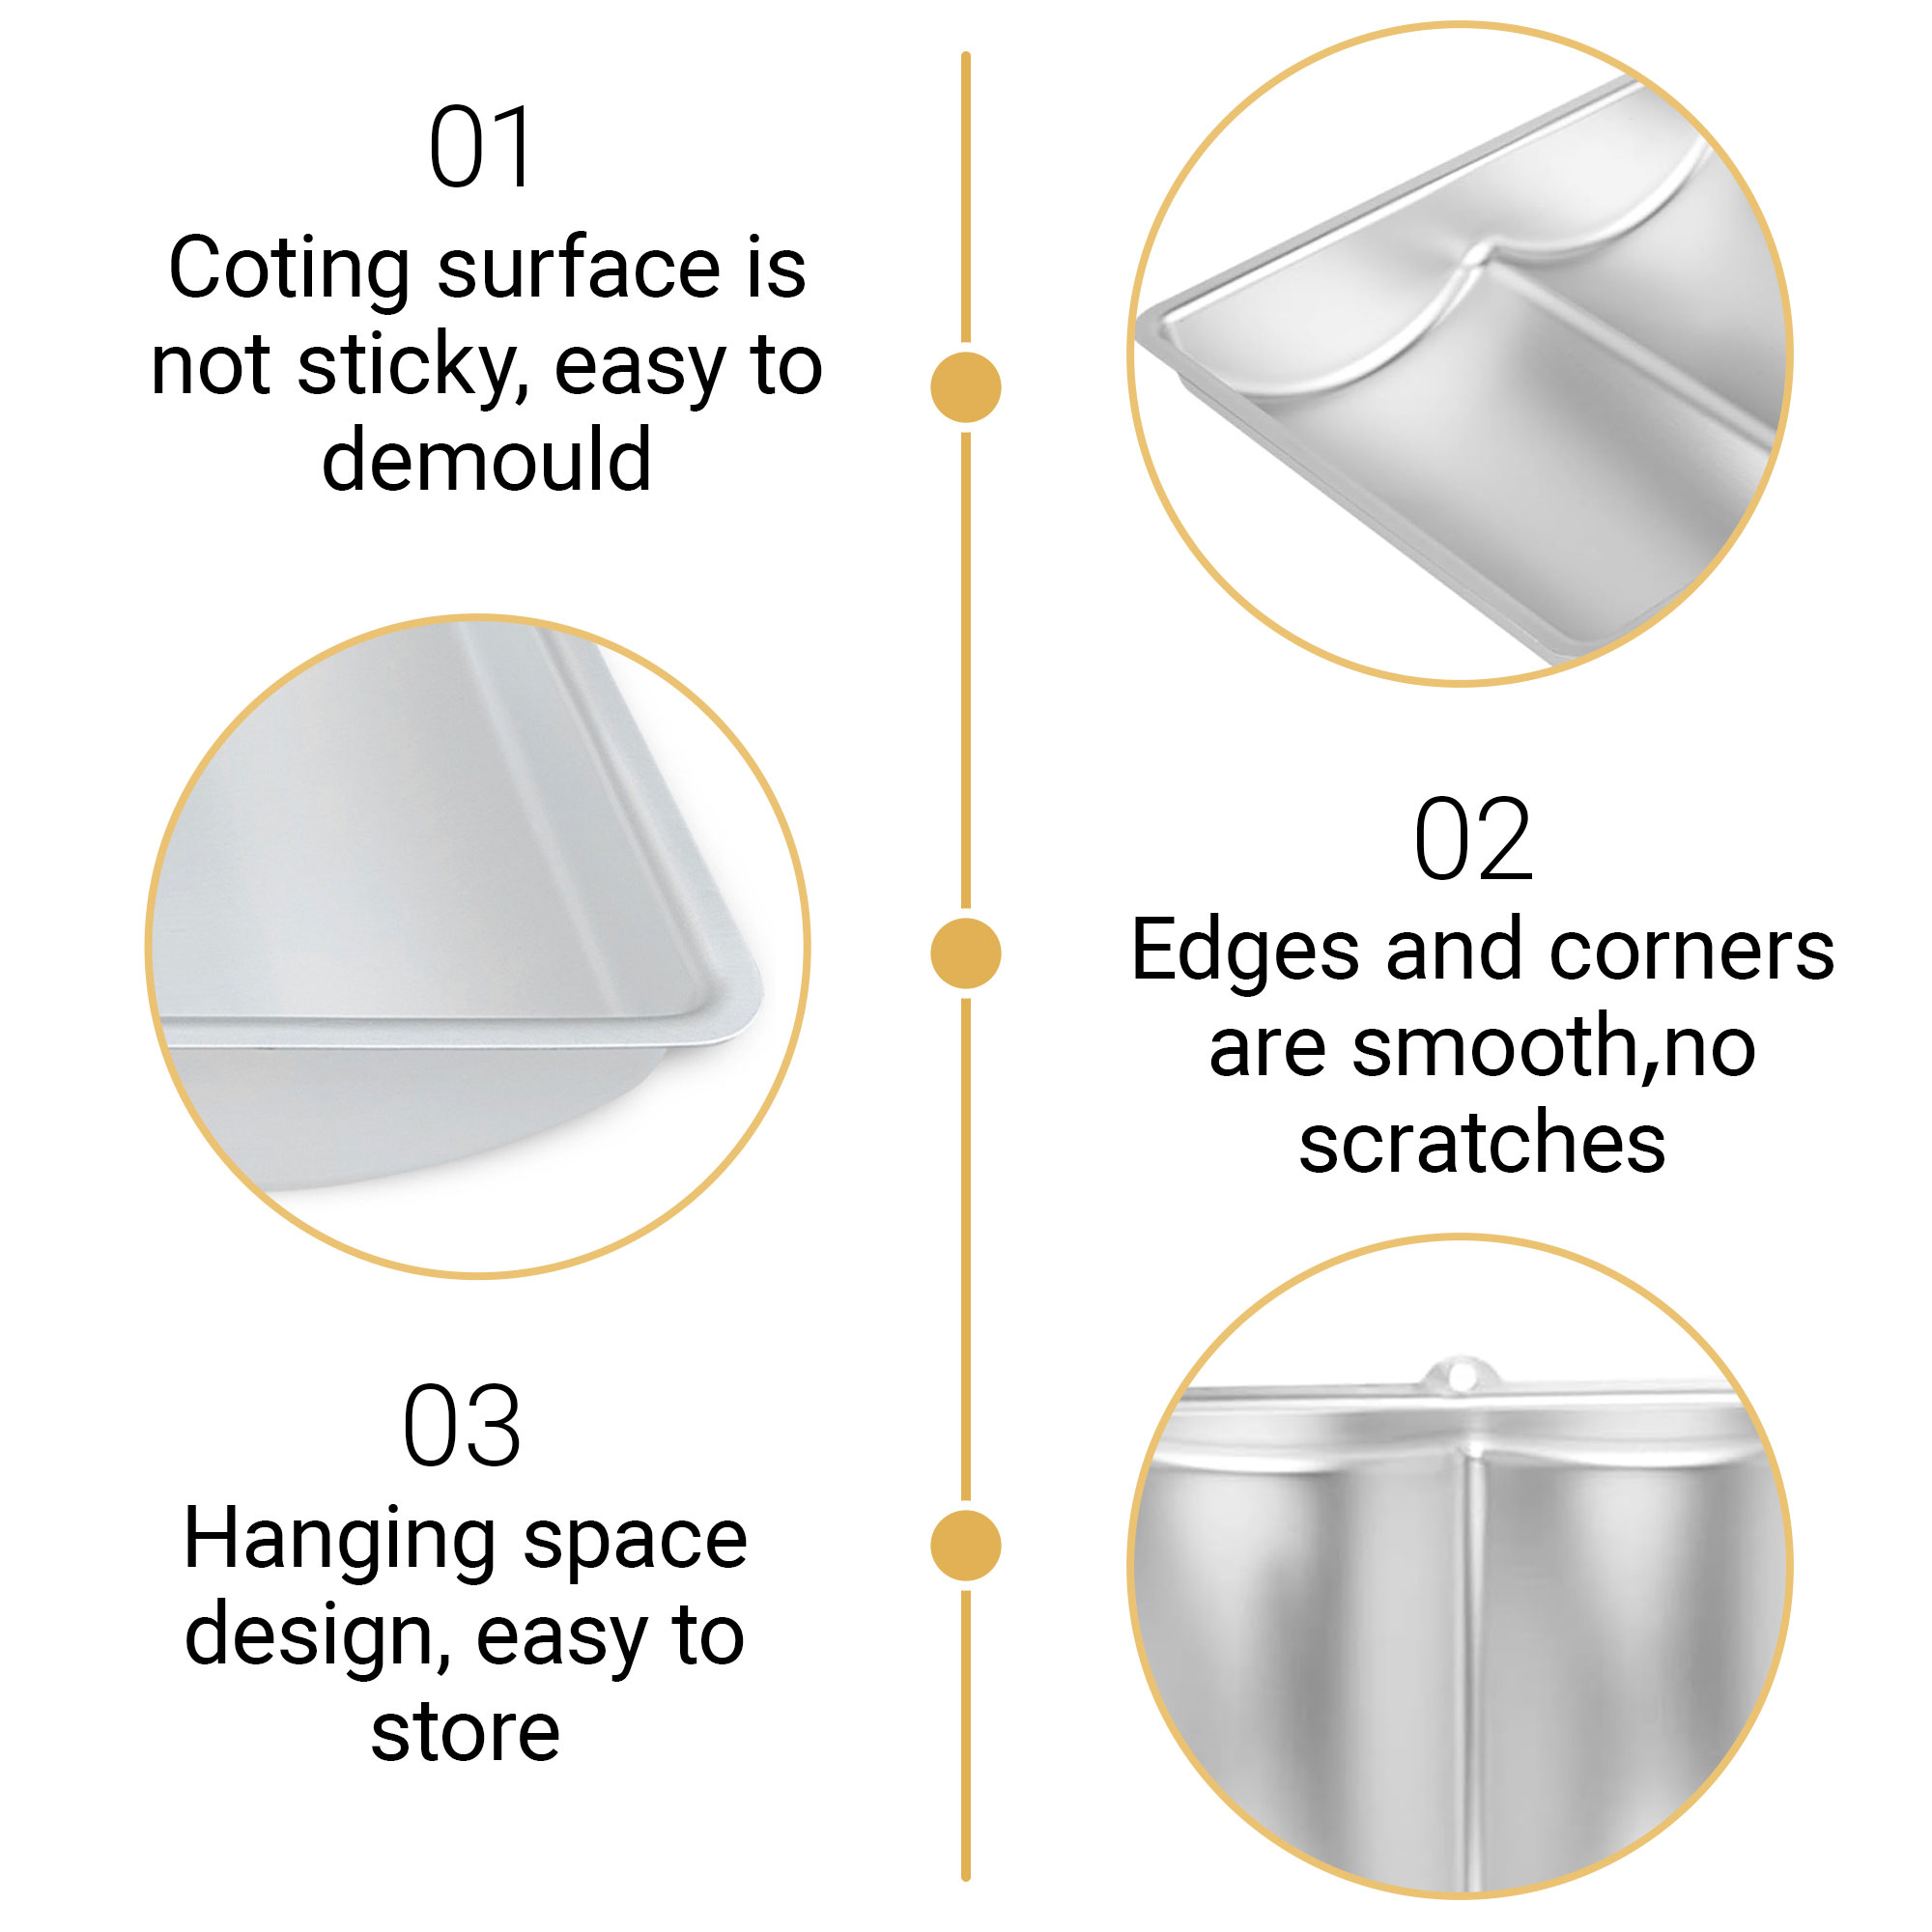 01
Coting surface is
not sticky, easy to
demould
02
Edges and corners
are smooth,no
scratches
03
Hanging space
design, easy to
store